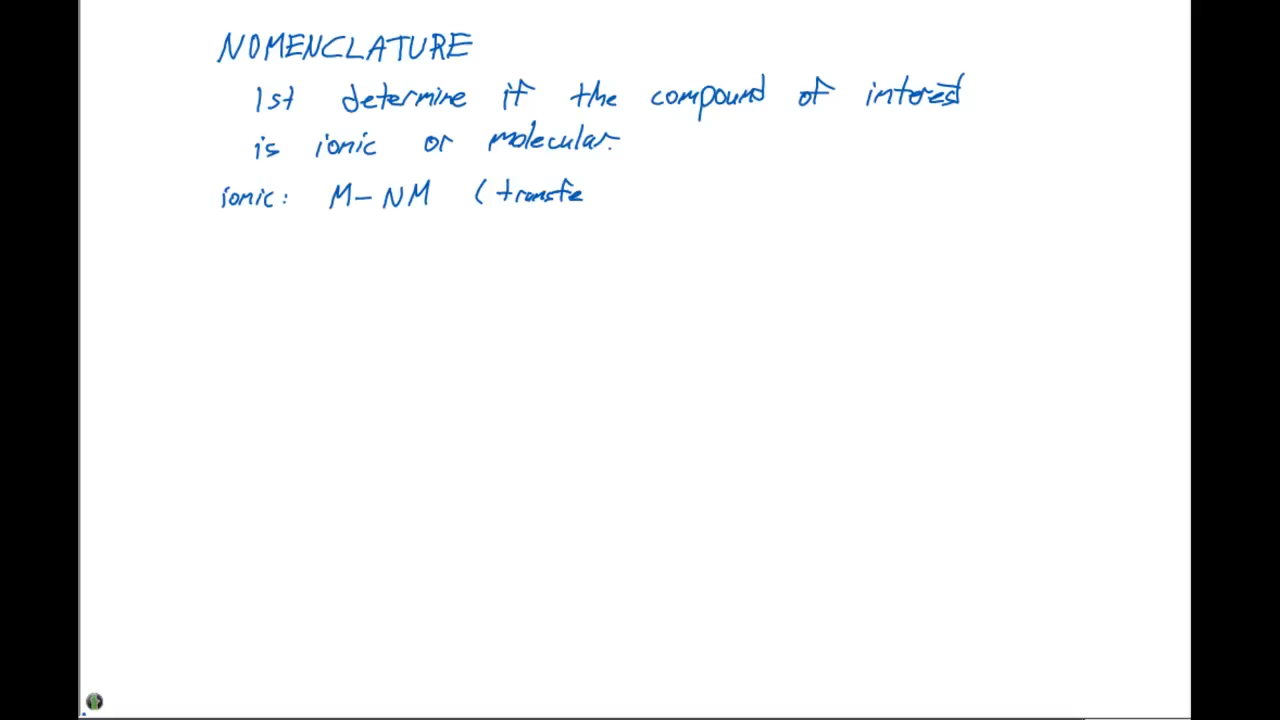 NOMENCLATURE
1st determine if the compound of interest
is ionic or molecular.
ionic: M-NM (transfe